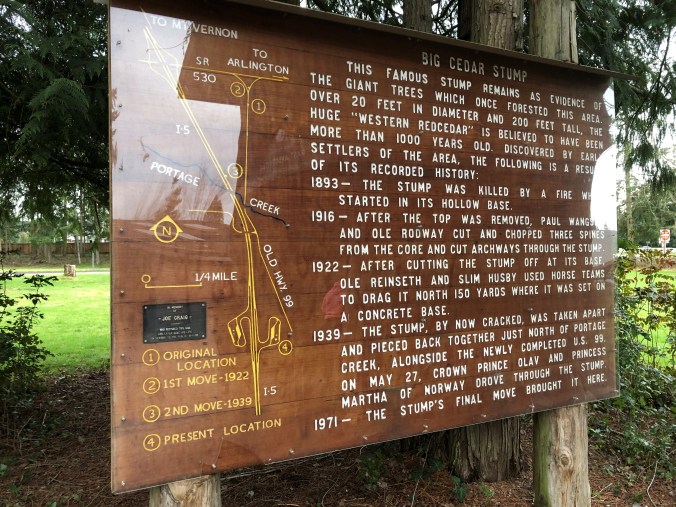 BIG CEDAR STUMP
THIS FAMOUS STUMP REMAINS AS EVIDENCE OF
THE GIANT TREES WHICH ONCE FORESTED THIS AREA.
OVER 20 FEET IN DIAMETER AND 200 FEET TALL, THE
HUGE "WESTERN REDCEDAR" IS BELIEVED TO HAVE BEEN
MORE THAN 1000 YEARS OLD. DISCOVERED BY
SETTLERS OF THE AREA, THE FOLLOWING IS A
OF ITS RECORDED HISTORY:
1893— THE STUMP WAS KILLED BY A FIRE
STARTED IN ITS HOLLOW BASE.
1916— AFTER THE TOP WAS REMOVED, PAUL
AND OLE RODWAY CUT AND CHOPPED THREE SPINES
FROM THE CORE AND CUT ARCHWAYS THROUGH THE STUMP.
1922— AFTER CUTTING THE STUMP OFF AT ITS BASE,
OLE REINSETH AND SLIM HUSBY USED HORSE TEAMS
TO DRAG IT NORTH 150 YARDS WHERE IT WAS SET ON
A CONCRETE BASE.
1939— THE STUMP, BY NOW CRACKED, WAS TAKEN APART
AND PIECED BACK TOGETHER JUST NORTH OF PORTAGE
CREEK, ALONGSIDE THE NEWLY COMPLETED U.S. 99.
ON MAY 27, CROWN PRINCE OLAV AND PRINCESS
MARTHA OF NORWAY DROVE THROUGH THE STUMP.
1971— THE STUMP'S FINAL MOVE BROUGHT IT HERE.
TO MT. VERNON
SR
530
TO
ARLINGTON
2
1
I-5
3
PORTAGE
CREEK
N
OLD HWY 99
1/4 MILE
4
I-5
JOE CRAIG
1 ORIGINAL
LOCATION
2 1ST MOVE-1922
3 2ND MOVE-1939
4 PRESENT LOCATION